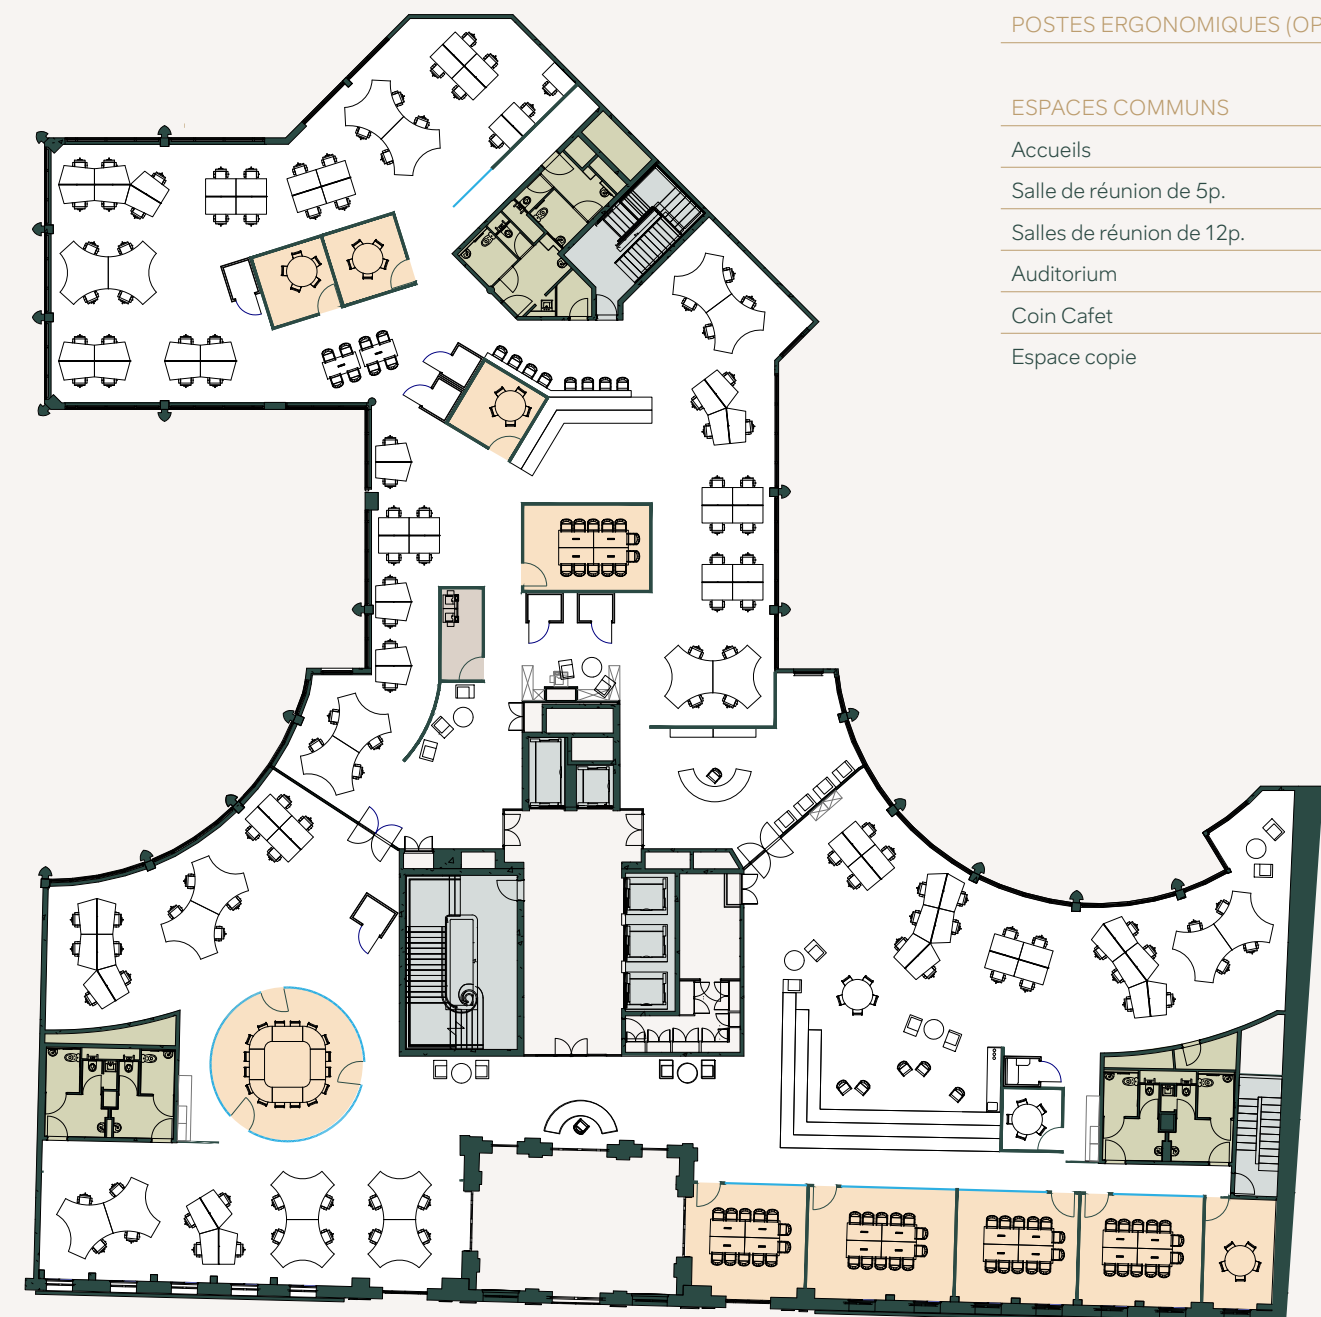 POSTES ERGONOMIQUES (OP
ESPACES COMMUNS
Accueils
Salle de réunion de 5p.
Salles de réunion de 12p.
Auditorium
Coin Cafet
Espace copie